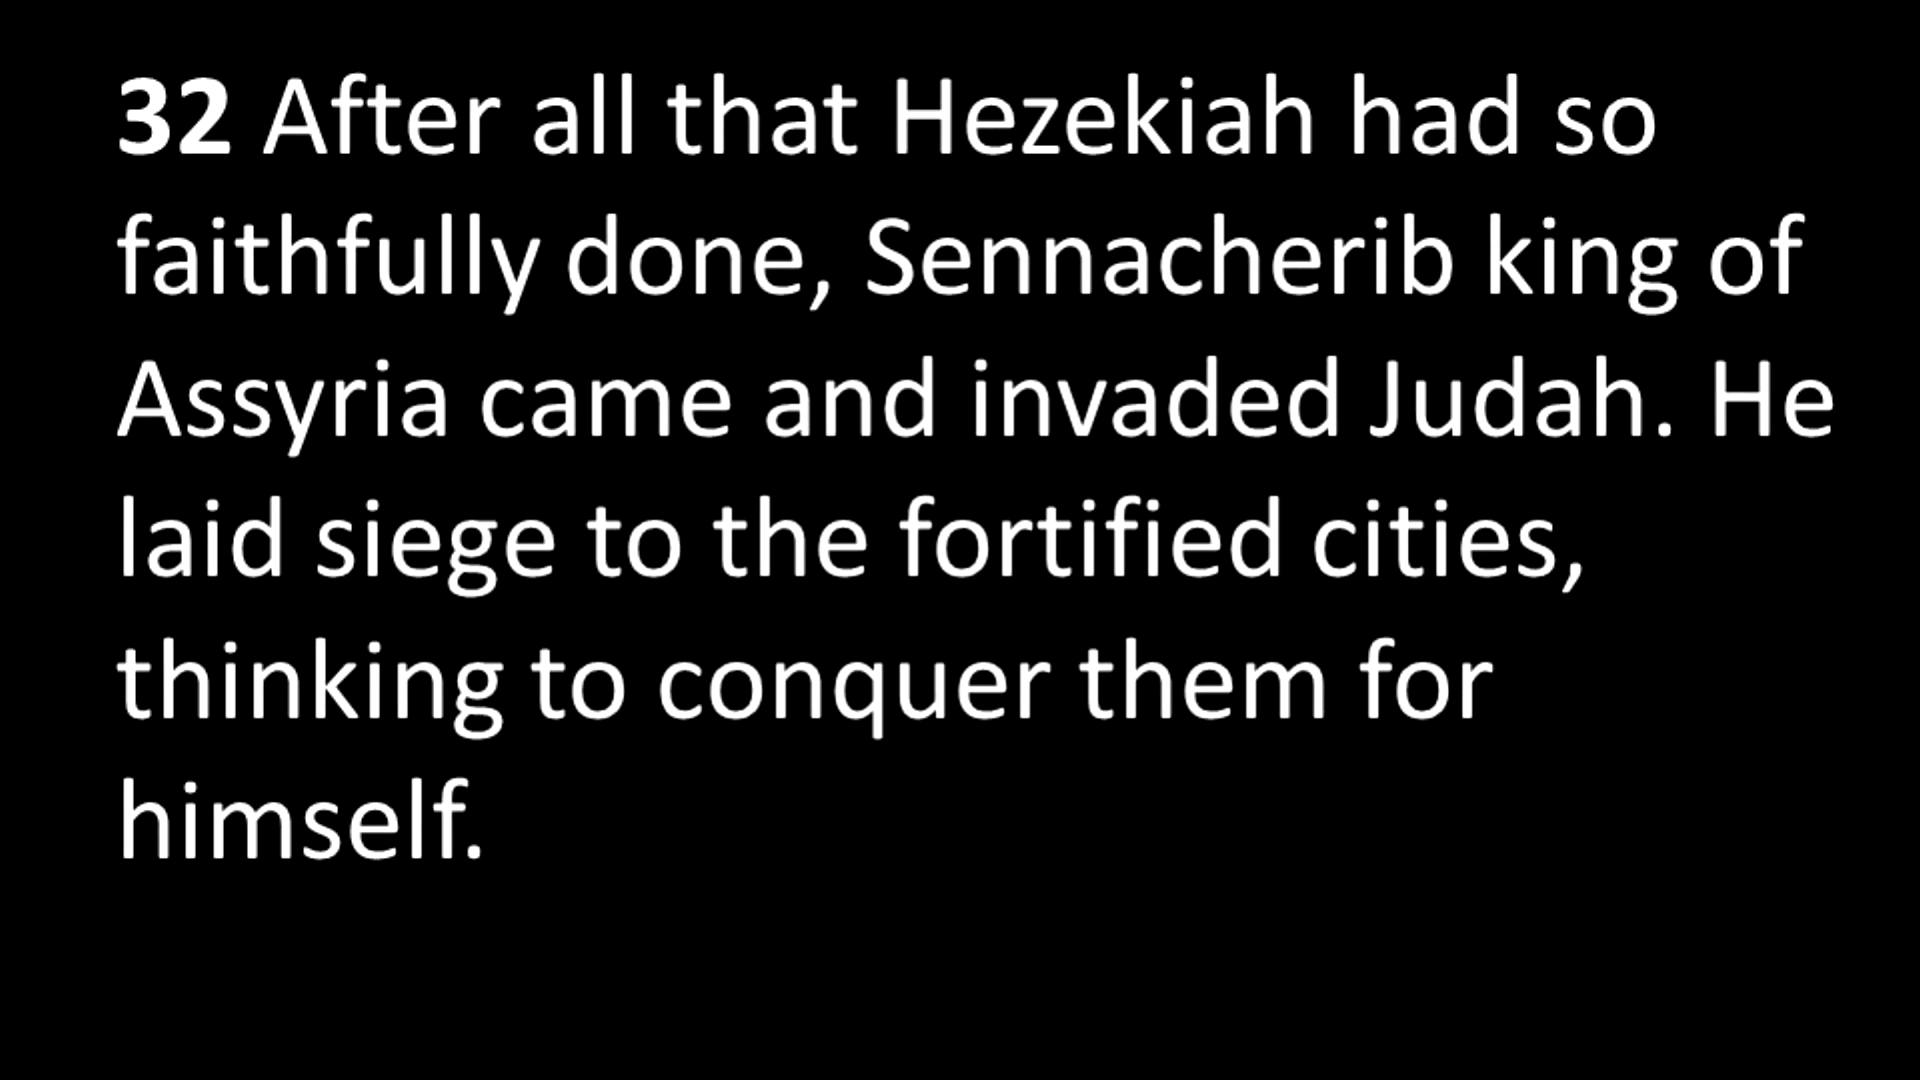 32 After all that Hezekiah had so
faithfully done, Sennacherib king of
Assyria came and invaded Judah. He
laid siege to the fortified cities,
thinking to conquer them for
himself.